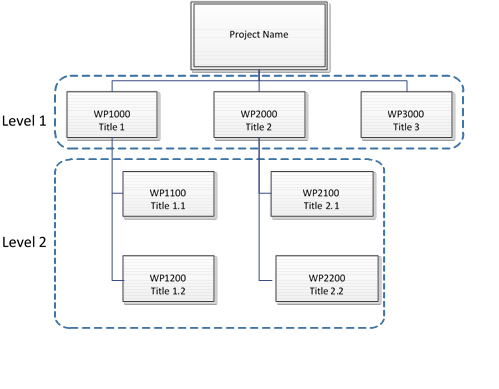 Project Name
Level 1
WP1000
Title 1
WP2000
Title 2
WP3000
Title 3
Level 2
WP1100
Title 1.1
WP2100
Title 2.1
WP1200
Title 1.2
WP2200
Title 2.2